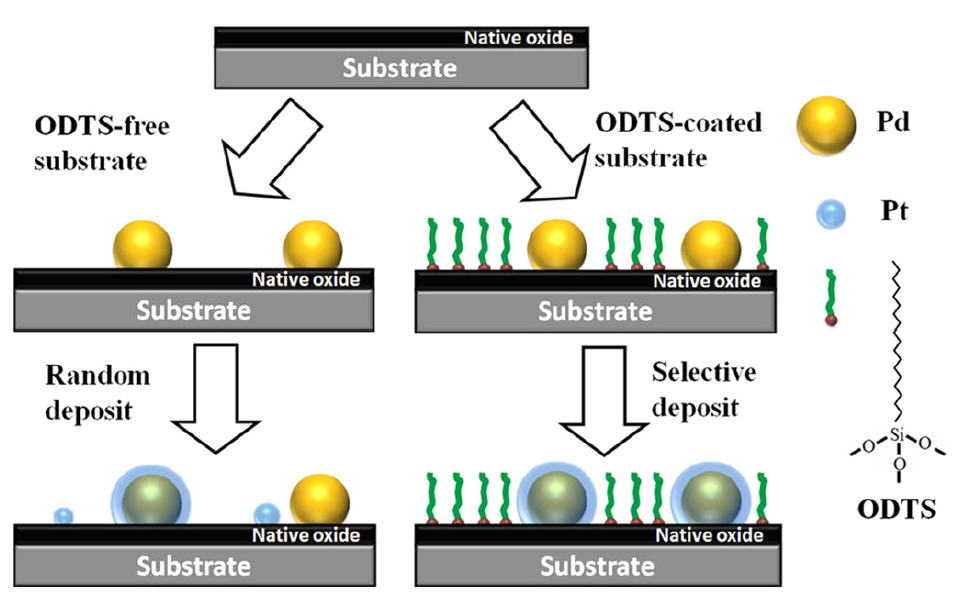 Native oxide
Substrate
ODTS-free
substrate
ODTS-coated
substrate
Pd
Pt
Native oxide
Substrate
Native oxide
Substrate
Random
deposit
Selective
deposit
Si
O
O
O
ODTS
Native oxide
Substrate
Native oxide
Substrate